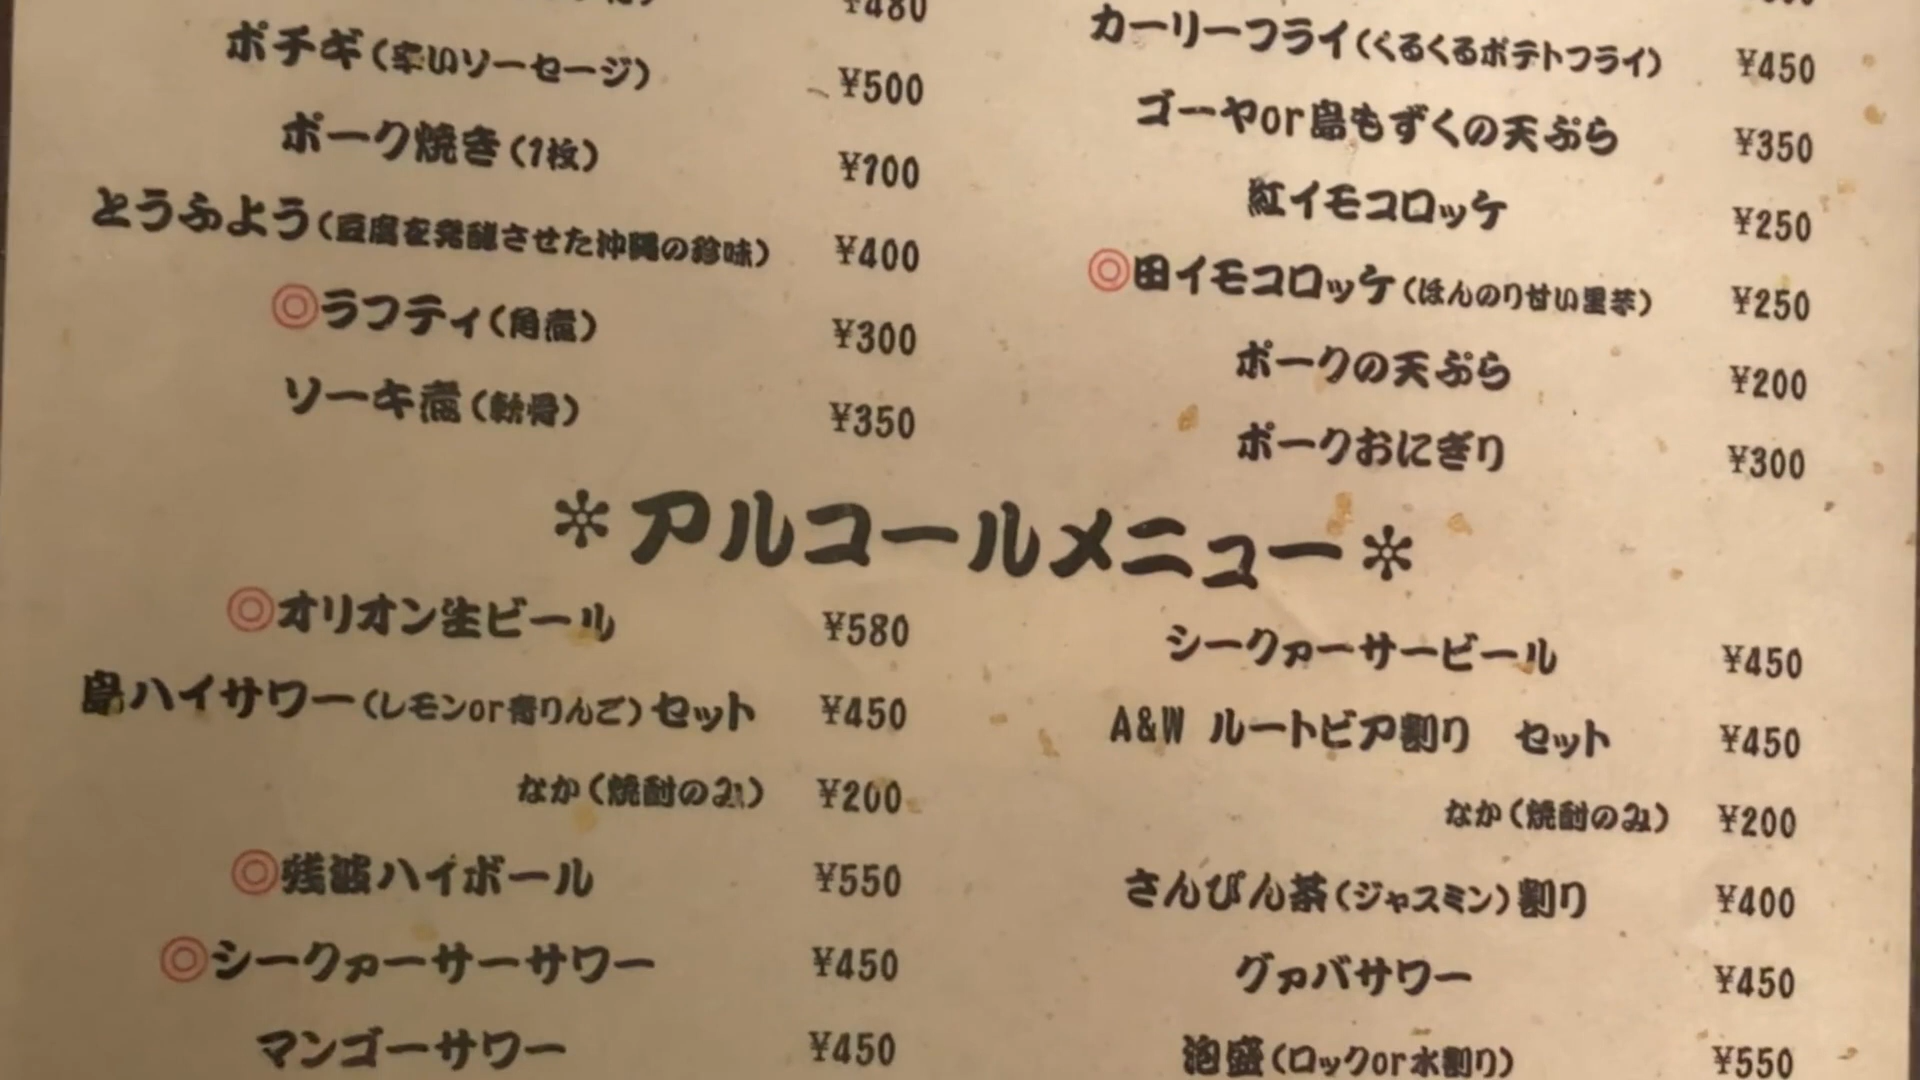 ¥480
ポチギ(辛いソーセージ) ¥500
ポーク焼き(1枚) ¥100
とうふよう(豆腐を発酵させた沖縄の珍味) ¥400
◎ラフティ(角煮) ¥300
ソーキ煮(軟骨) ¥350
カーリーフライ(くるくるポテトフライ) ¥450
ゴーヤor島もずくの天ぷら ¥350
紅イモコロッケ ¥250
◎田イモコロッケ(ほんのり甘い里芋) ¥250
ポークの天ぷら ¥200
ポークおにぎり ¥300
＊アルコールメニュー＊
◎オリオン生ビール ¥580
島ハイサワー(レモンor青りんご)セット ¥450
なか(焼酎のみ) ¥200
◎残波ハイボール ¥550
◎シークァーサーサワー ¥450
マンゴーサワー ¥450
シークァーサービール ¥450
A&W ルートビア割り セット ¥450
なか(焼酎のみ) ¥200
さんぴん茶(ジャスミン)割り ¥400
グァバサワー ¥450
泡盛(ロックor水割り) ¥550